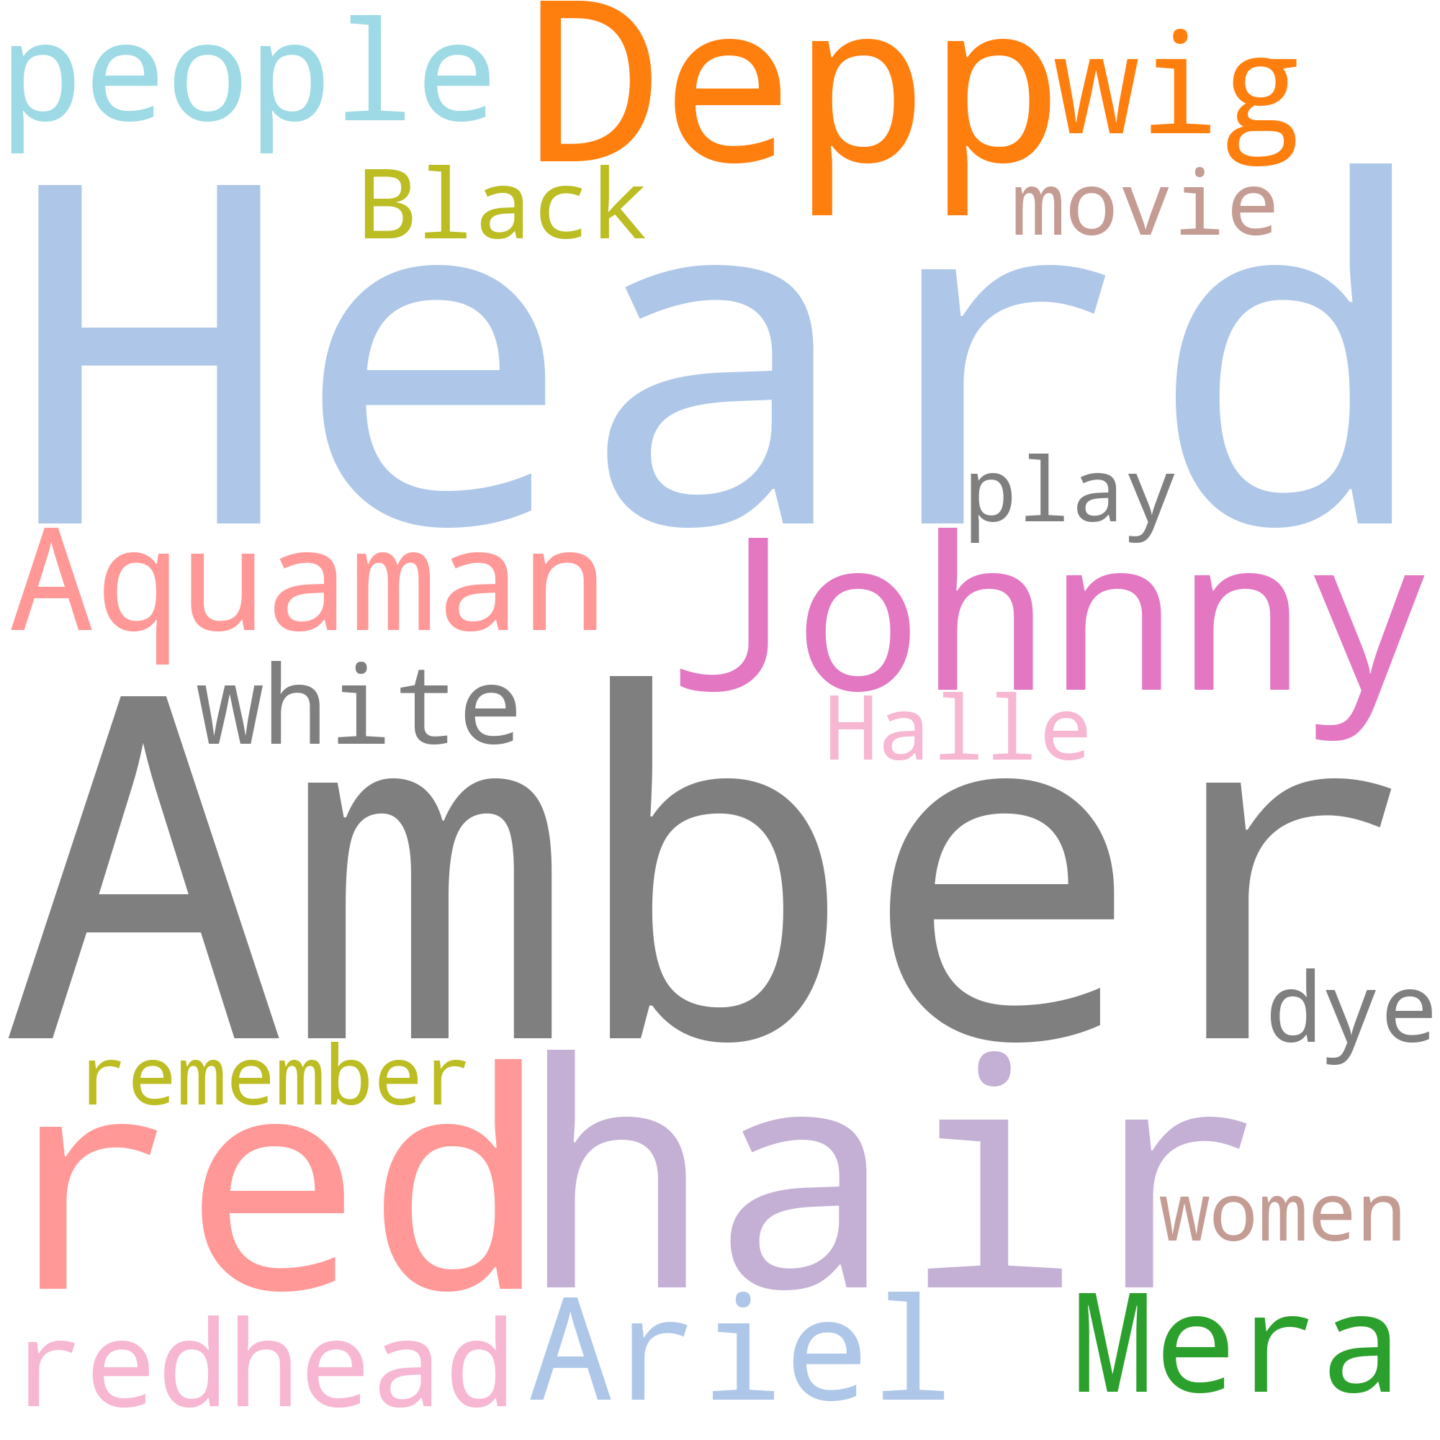 people Depp wig
Black movie
Heard
play
Aquaman Johnny
white Halle
Amber
dye
remember
red hair
women
redhead Ariel Mera